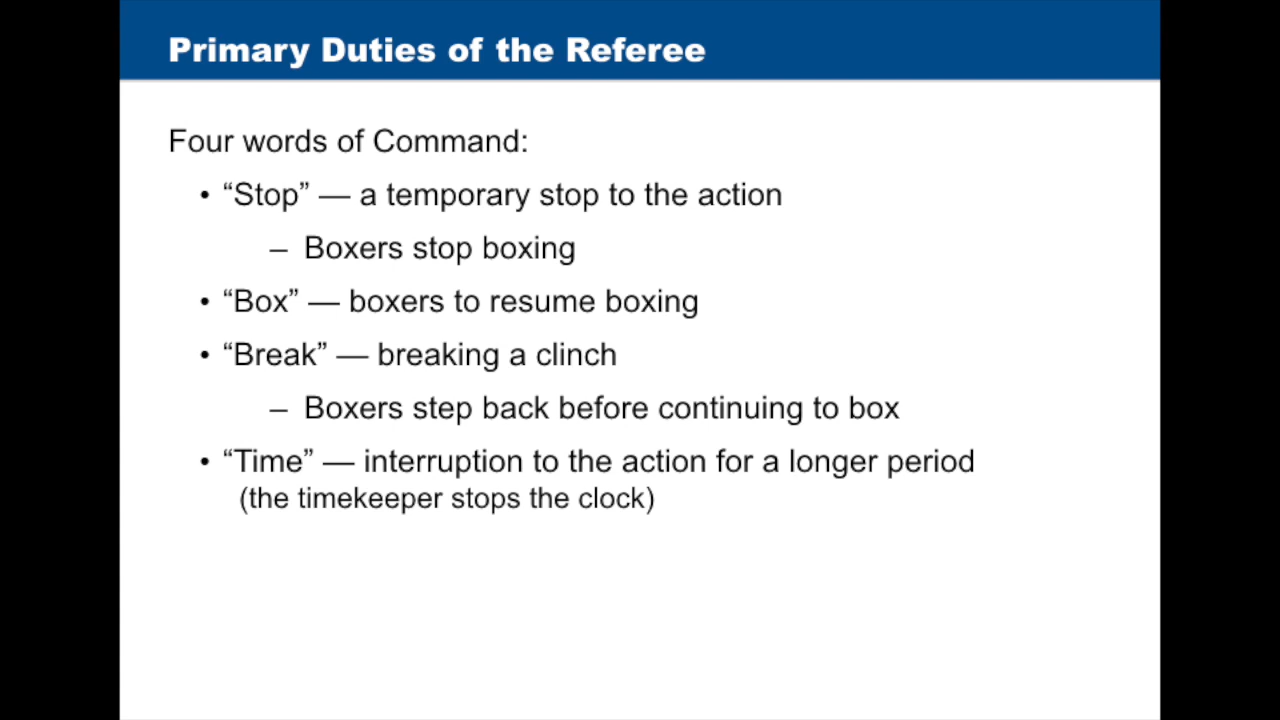 Primary Duties of the Referee
Four words of Command:
• “Stop” — a temporary stop to the action
– Boxers stop boxing
• “Box” — boxers to resume boxing
• “Break” — breaking a clinch
– Boxers step back before continuing to box
• “Time” — interruption to the action for a longer period
(the timekeeper stops the clock)